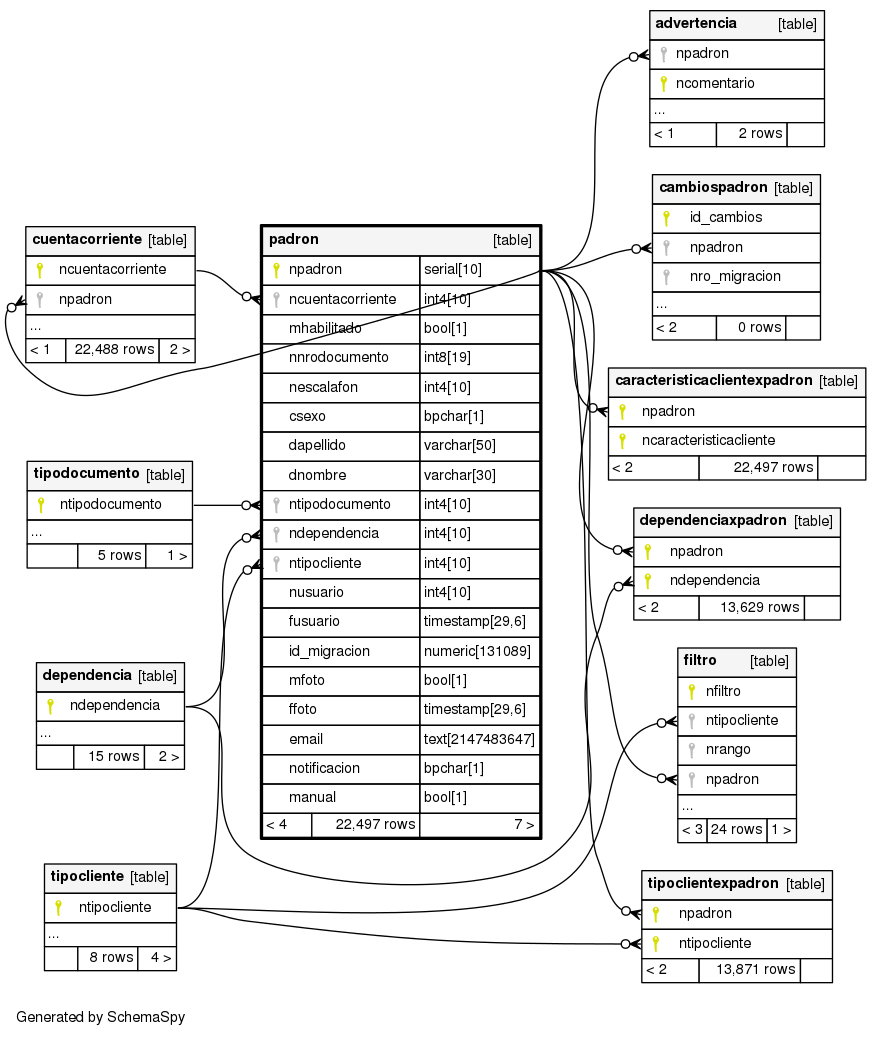 advertencia [table]
npadron
ncomentario
...
< 1 2 rows
cambiospadron [table]
id_cambios
npadron
nro_migracion
...
< 2 0 rows
cuentacorriente [table]
ncuentacorriente
npadron
...
< 1 22,488 rows 2 >
padron [table]
npadron serial[10]
ncuentacorriente int4[10]
mhabilitado bool[1]
nnrodocumento int8[19]
nescalafon int4[10]
csexo bpchar[1]
dapellido varchar[50]
dnombre varchar[30]
ntipodocumento int4[10]
ndependencia int4[10]
ntipocliente int4[10]
nusuario int4[10]
fusuario timestamp[29,6]
id_migracion numeric[131089]
mfoto bool[1]
ffoto timestamp[29,6]
email text[2147483647]
notificacion bpchar[1]
manual bool[1]
< 4 22,497 rows 7 >
caracteristicaclientexpadron [table]
npadron
ncaracteristicacliente
< 2 22,497 rows
tipodocumento [table]
ntipodocumento
...
5 rows 1 >
dependenciaxpadron [table]
npadron
ndependencia
< 2 13,629 rows
dependencia [table]
ndependencia
...
15 rows 2 >
filtro [table]
nfiltro
ntipocliente
nrango
npadron
...
< 3 24 rows 1 >
tipocliente [table]
ntipocliente
...
8 rows 4 >
tipoclientexpadron [table]
npadron
ntipocliente
< 2 13,871 rows
Generated by SchemaSpy